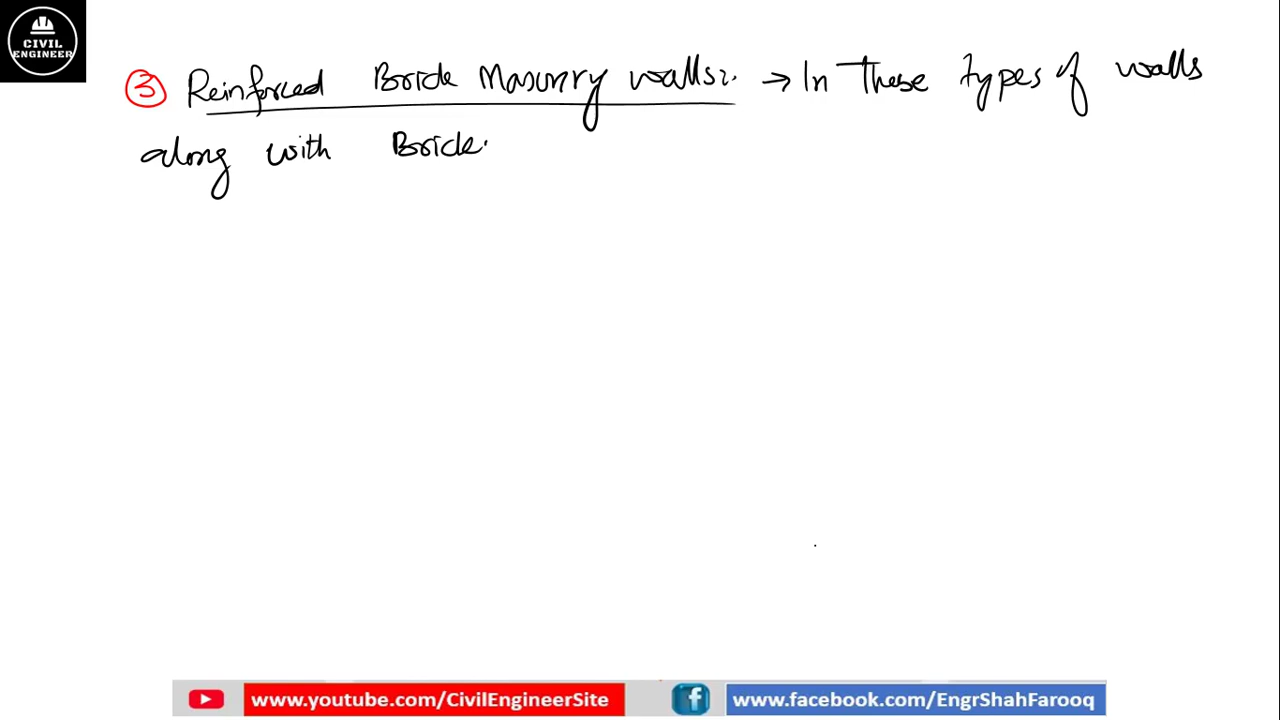 CIVIL
ENGINEER
③ Reinforced Brick Masonry walls:. → In These types of walls
along with Brick.
www.youtube.com/CivilEngineerSite
www.facebook.com/EngrShahFarooq